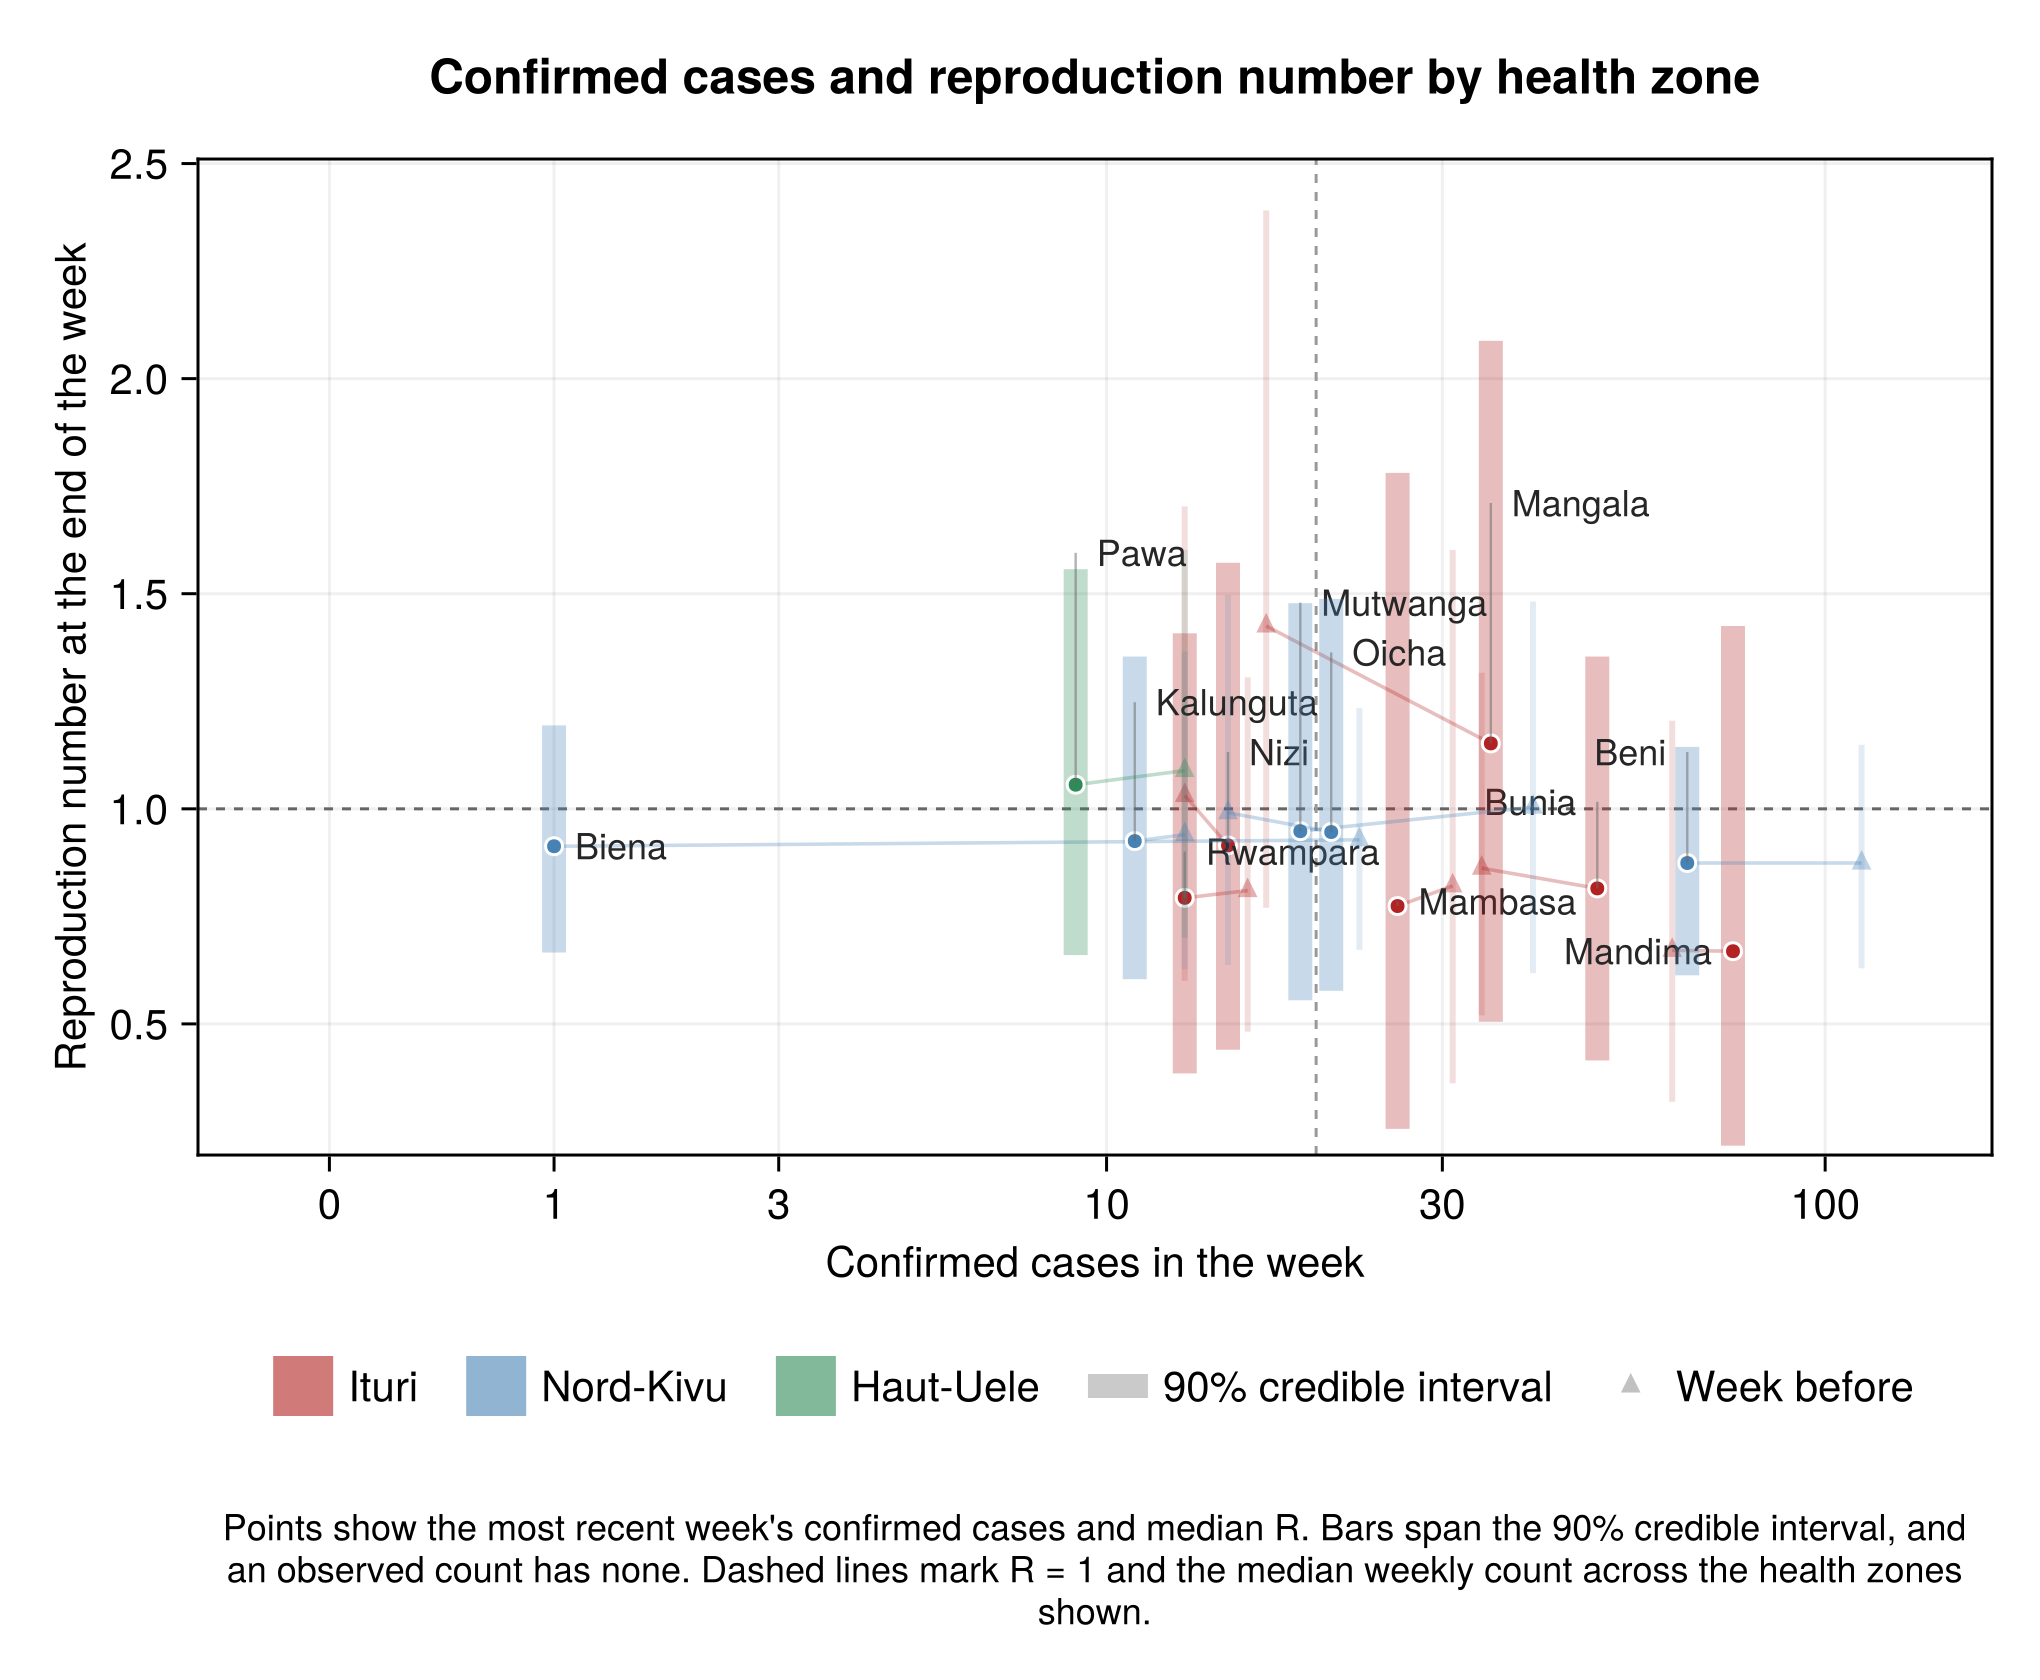 Confirmed cases and reproduction number by health zone
Reproduction number at the end of the week
2.5
2.0
1.5
1.0
0.5
Mangala
Pawa
Mutwanga
Oicha
Kalunguta
Nizi
Beni
Bunia
Biena
Rwampara
Mambasa
Mandima
0 1 3 10 30 100
Confirmed cases in the week
Ituri Nord-Kivu Haut-Uele 90% credible interval Week before
Points show the most recent week's confirmed cases and median R. Bars span the 90% credible interval, and
an observed count has none. Dashed lines mark R = 1 and the median weekly count across the health zones
shown.